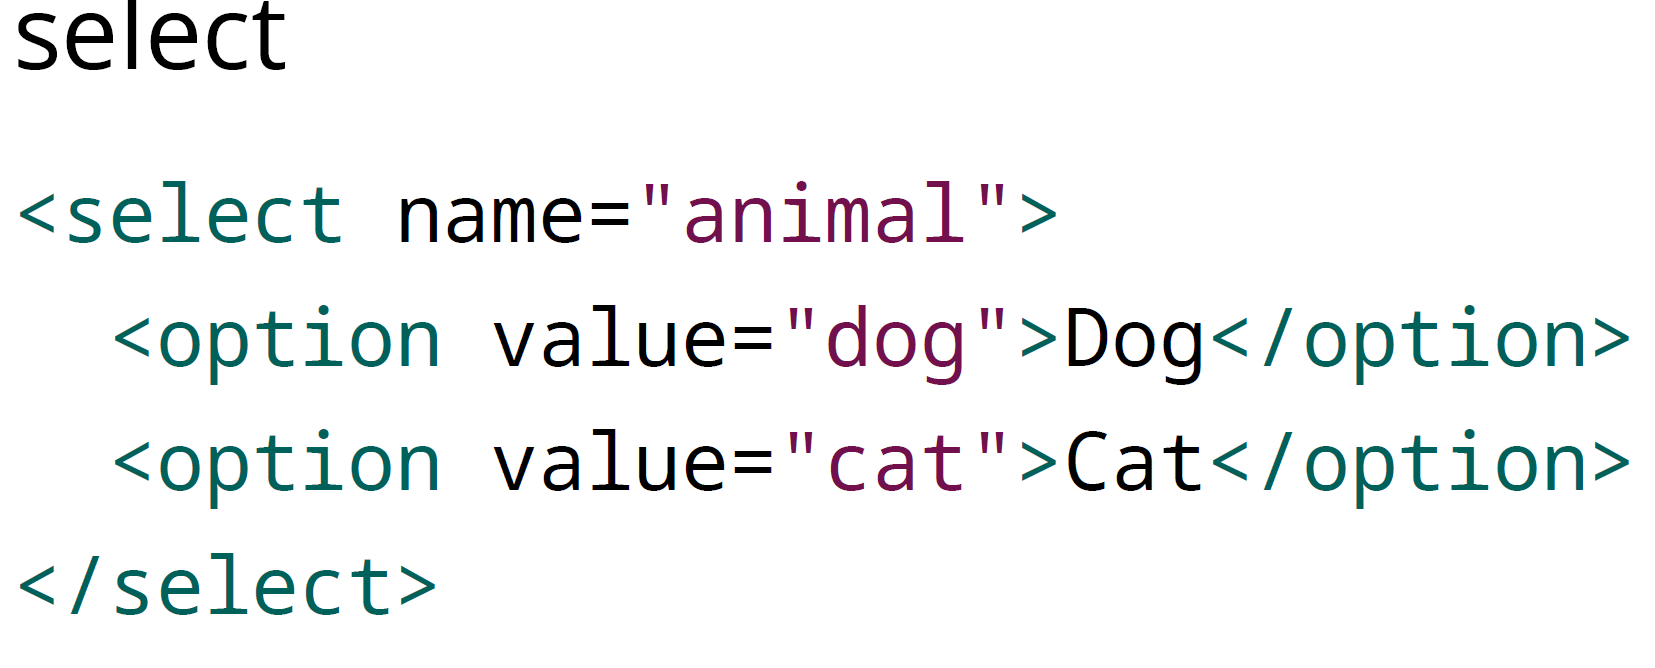 select
<select name="animal">
  <option value="dog">Dog</option>
  <option value="cat">Cat</option>
</select>